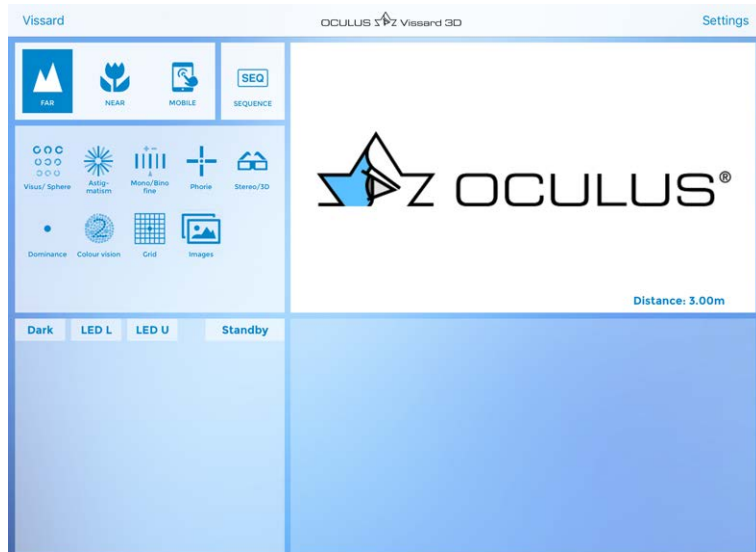 Vissard
OCULUS Vissard 3D
Settings
FAR
NEAR
MOBILE
SEQ
SEQUENCE
Visus/ Sphere
Astig-
matism
Mono/Bino
fine
Phorie
Stereo/3D
Dominance
2
Colour vision
Grid
Images
OCULUS®
Distance: 3.00m
Dark
LED L
LED U
Standby